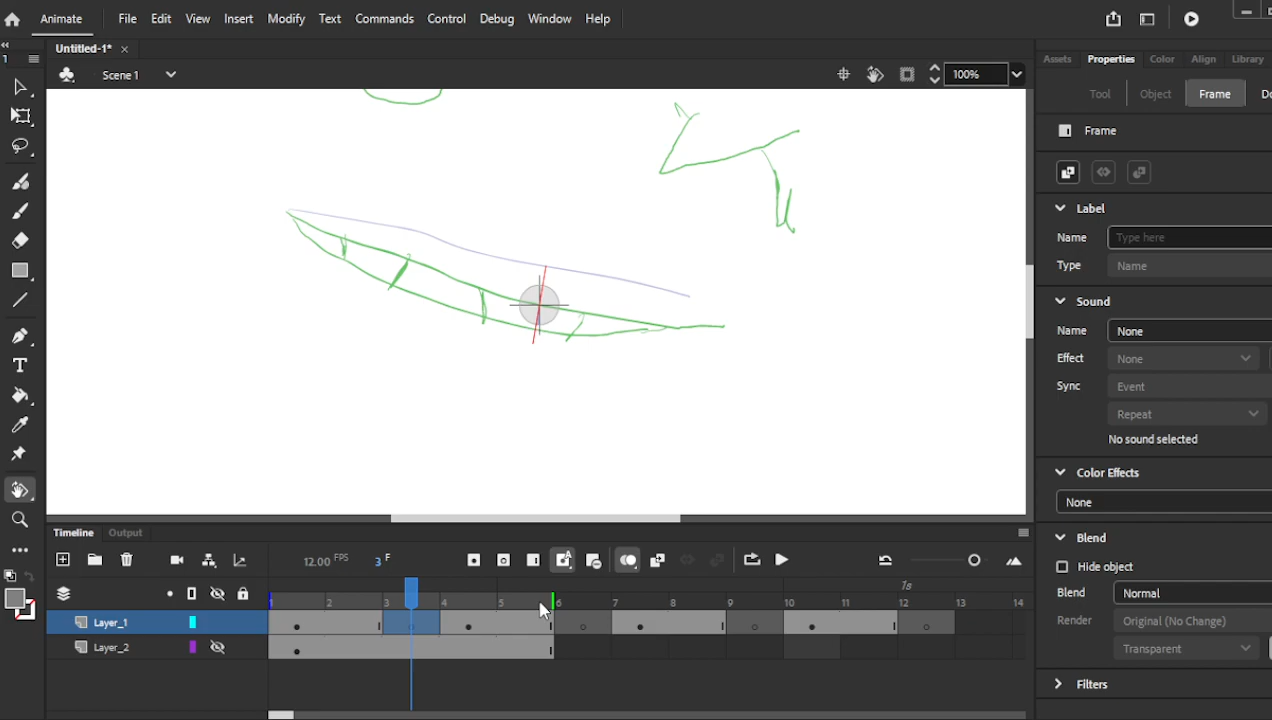 Animate File Edit View Insert Modify Text Commands Control Debug Window Help
Untitled-1* ×
Scene 1 100%
Assets Properties Color Align Library
Tool Object Frame
Frame
Label
Name Type here
Type Name
Sound
Name None
Effect None
Sync Event
Repeat
No sound selected
Color Effects
None
Blend
Hide object
Blend Normal
Render Original (No Change)
Transparent
Filters
Timeline Output
12.00 FPS 3 F
1s
1 2 3 4 5 6 7 8 9 10 11 12 13 14
Layer_1
Layer_2